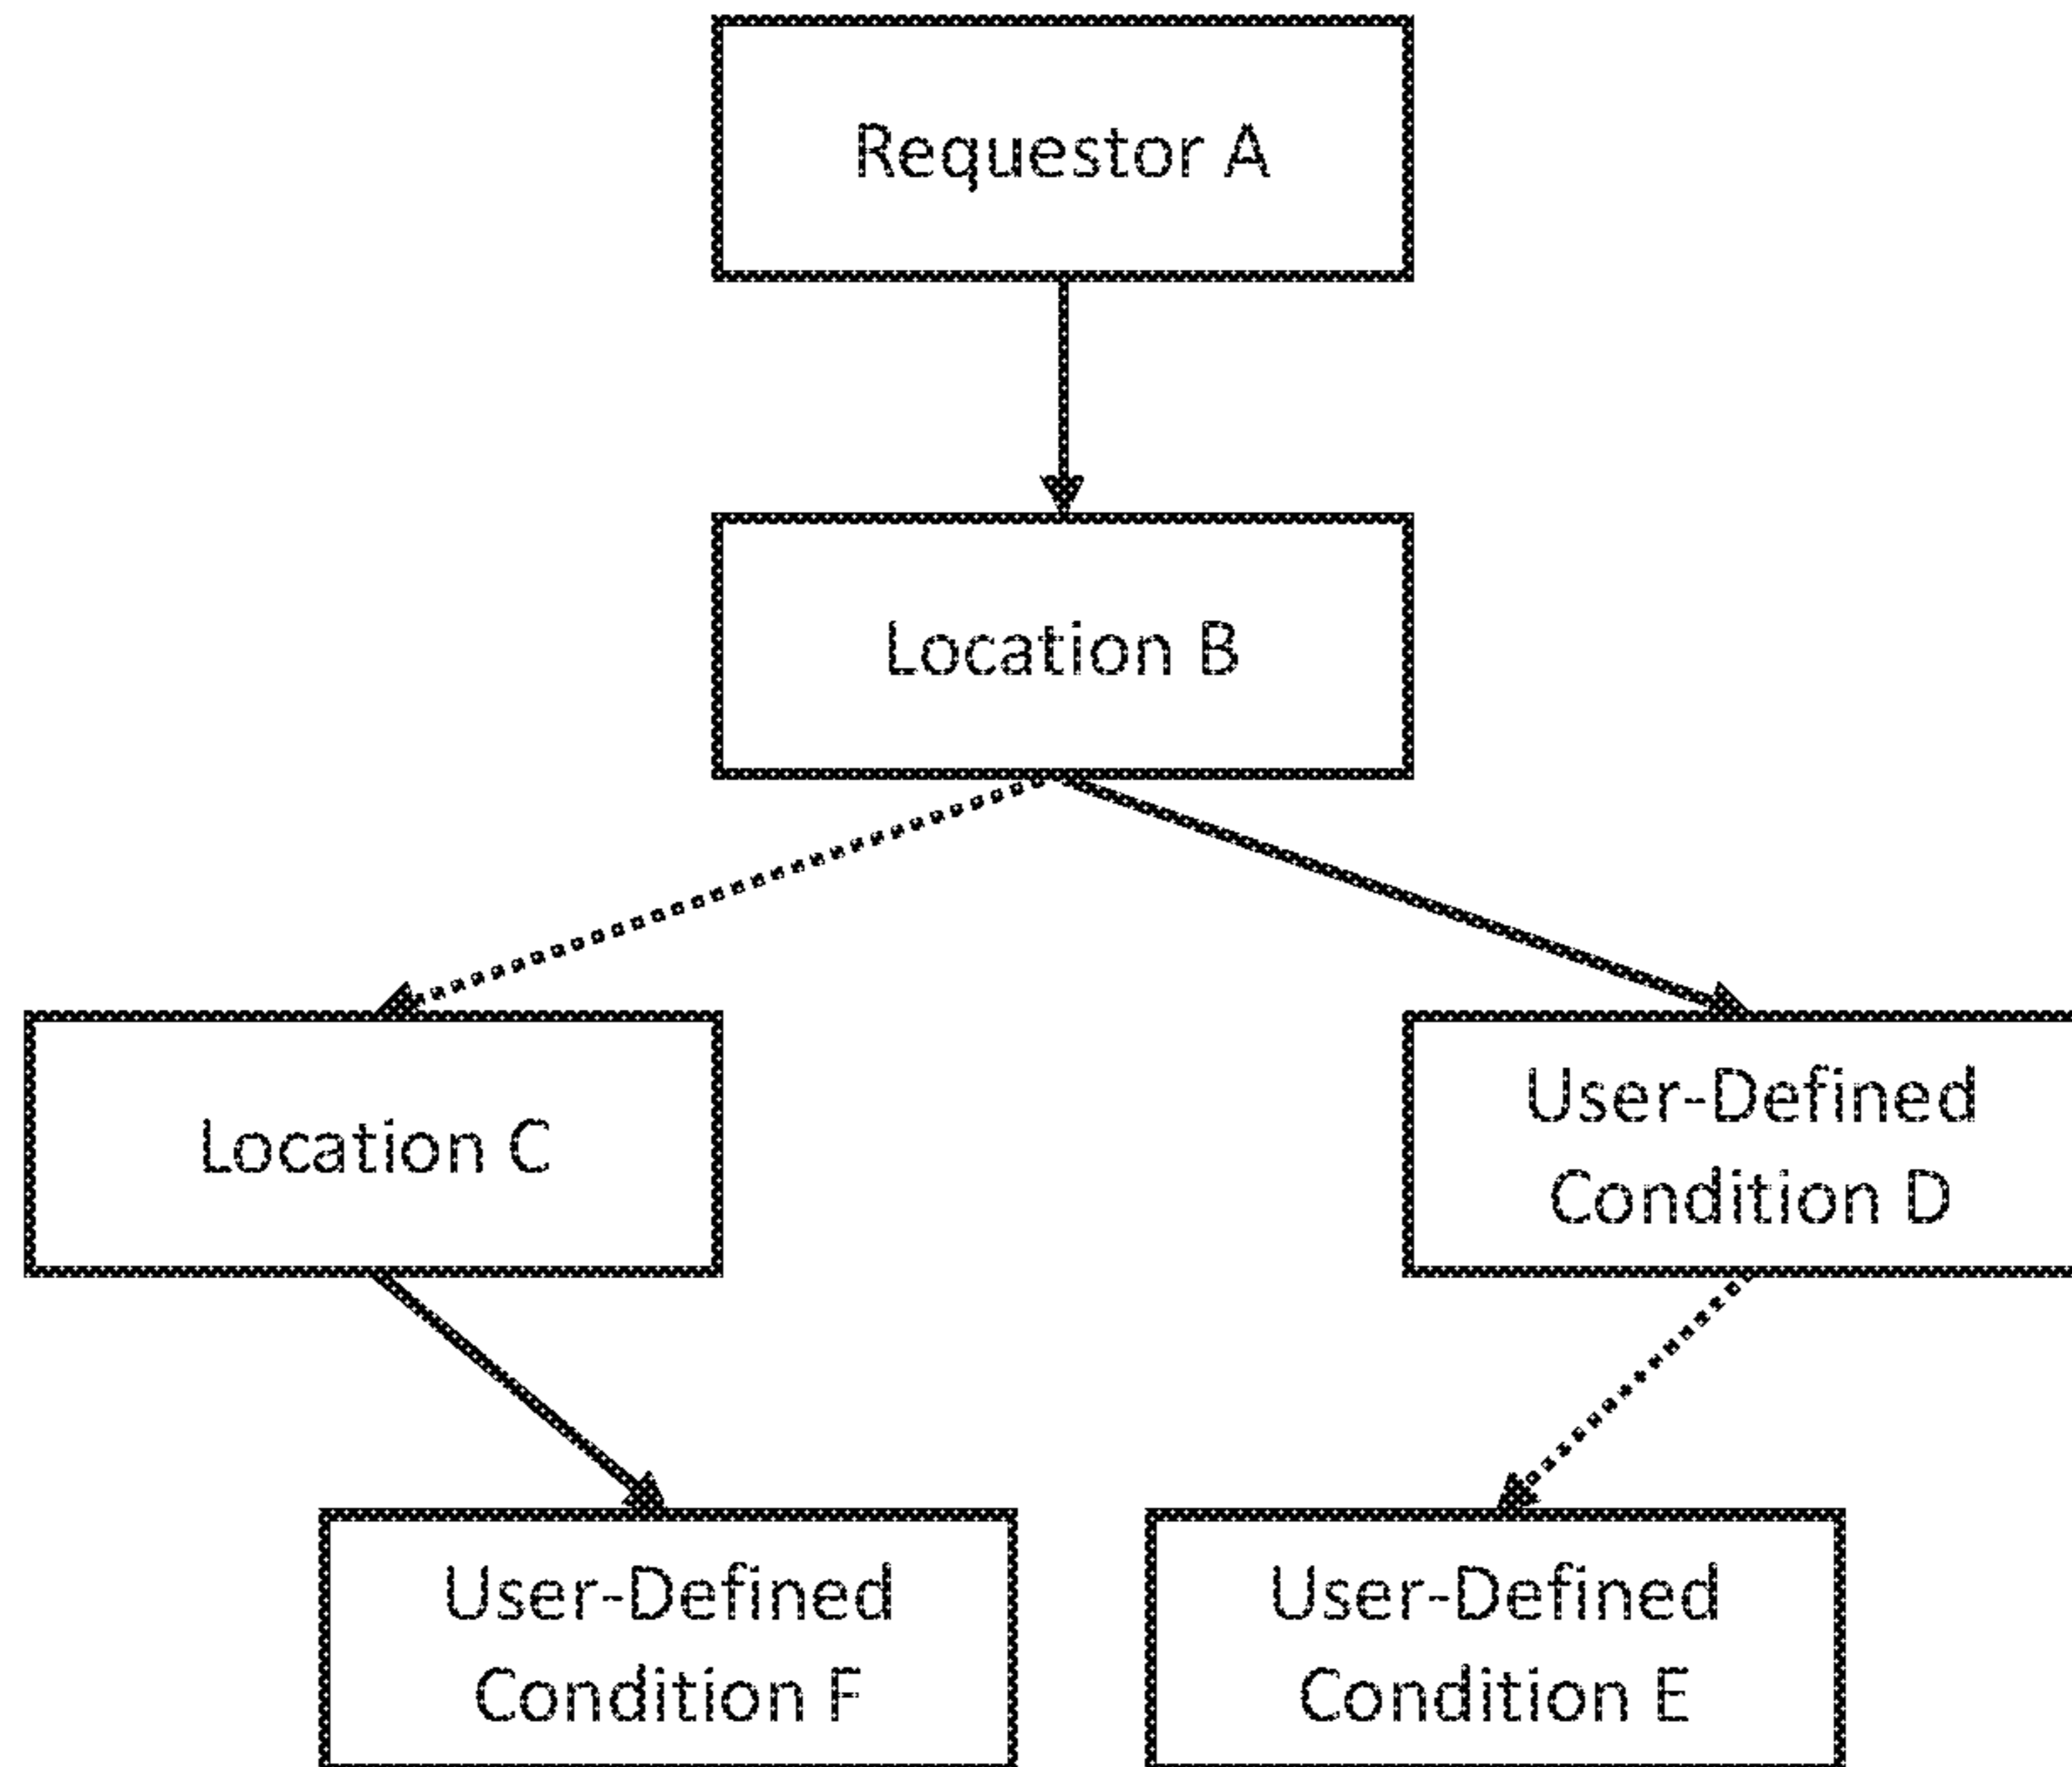 Requestor A
Location B
Location C
User-Defined
Condition D
User-Defined
Condition F
User-Defined
Condition E